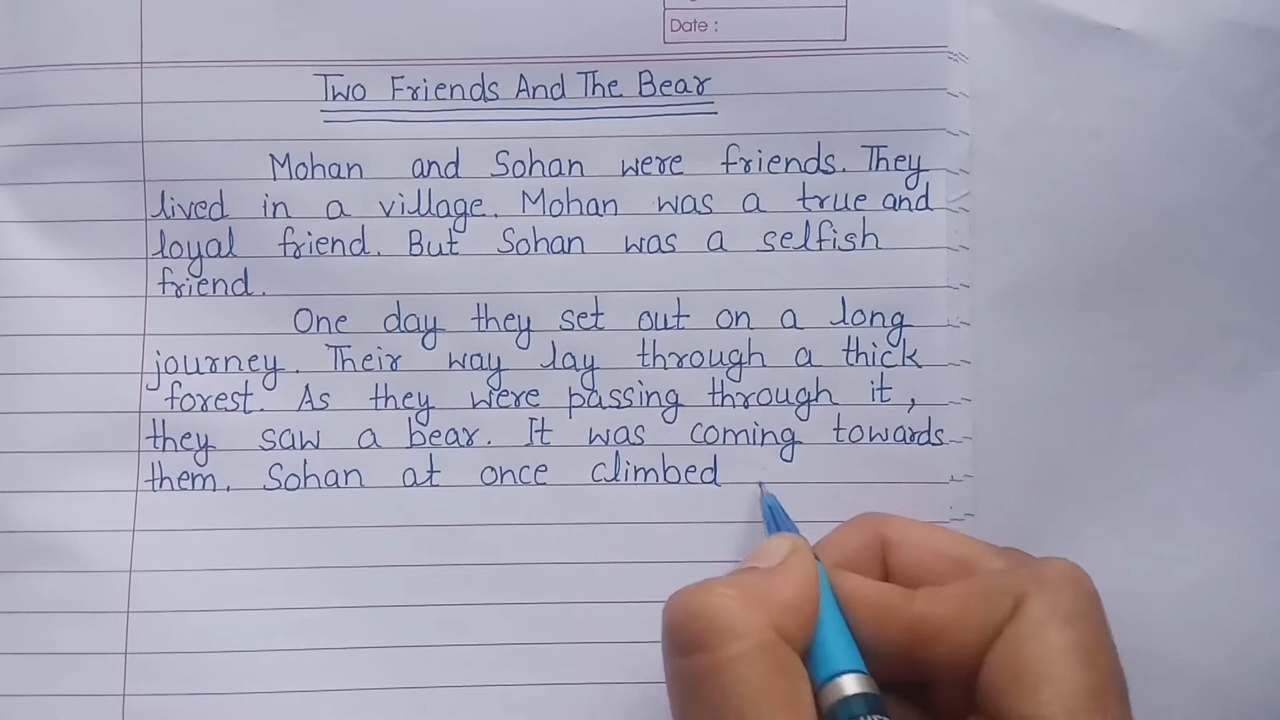 Date :
Two Friends And The Bear
Mohan and Sohan were friends. They
lived in a village. Mohan was a true and
loyal friend. But Sohan was a selfish
friend.
One day they set out on a long
journey. Their way lay through a thick
forest. As they were passing through it,
they saw a bear. It was coming towards
them. Sohan at once climbed